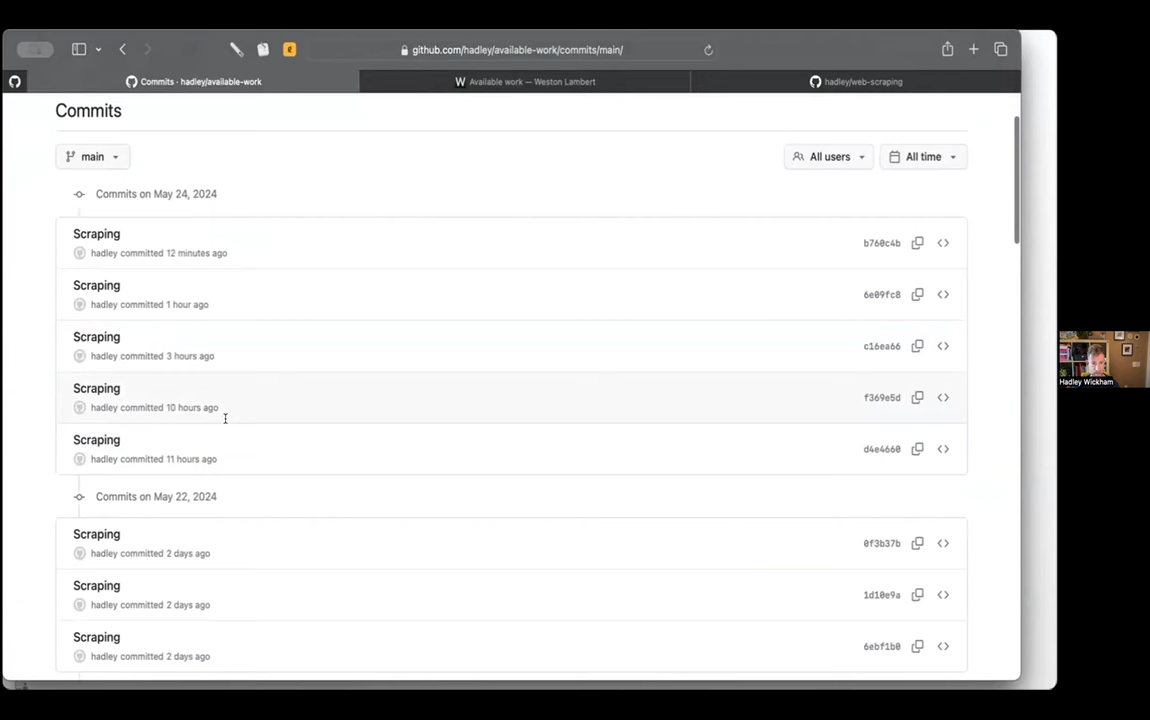 github.com/hadley/available-work/commits/main/
Commits · hadley/available-work
W Available work — Weston Lambert
hadley/web-scraping
Commits
main
All users
All time
Commits on May 24, 2024
Scraping
hadley committed 12 minutes ago
b760c4b
Scraping
hadley committed 1 hour ago
6e09fc8
Scraping
hadley committed 3 hours ago
c16ea66
Scraping
hadley committed 10 hours ago
f369e5d
Scraping
hadley committed 11 hours ago
d4e4660
Commits on May 22, 2024
Scraping
hadley committed 2 days ago
0f3b37b
Scraping
hadley committed 2 days ago
1d10e9a
Scraping
hadley committed 2 days ago
6ebf1b0
Hadley Wickham